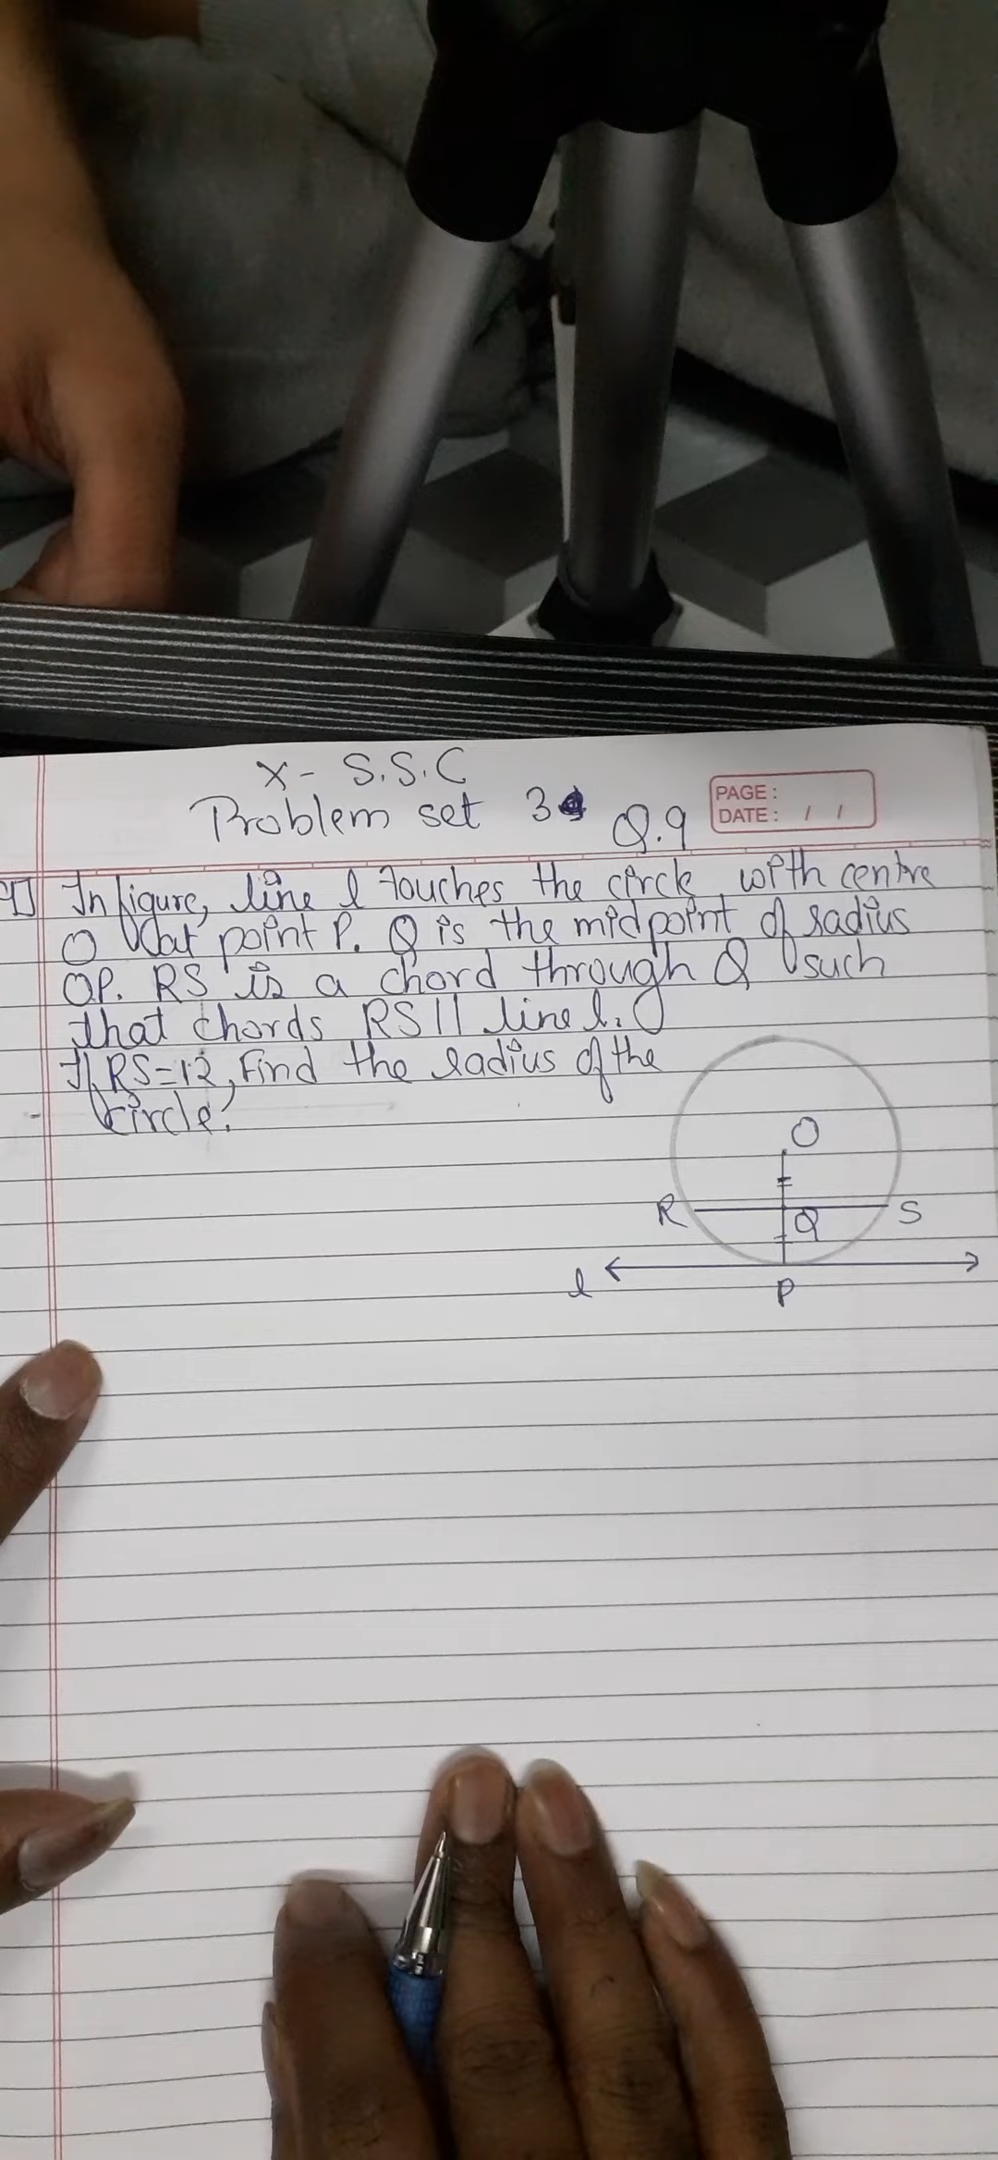 X- S.S.C
Problem set 3 Q.9
PAGE :
DATE : / /
9] In figure, line l touches the circle, with centre
O at point P. Q is the midpoint of radius
OP. RS is a chord through Q such
that chords RS || line l.
If RS=12, Find the radius of the
circle.
O
R Q S
l P